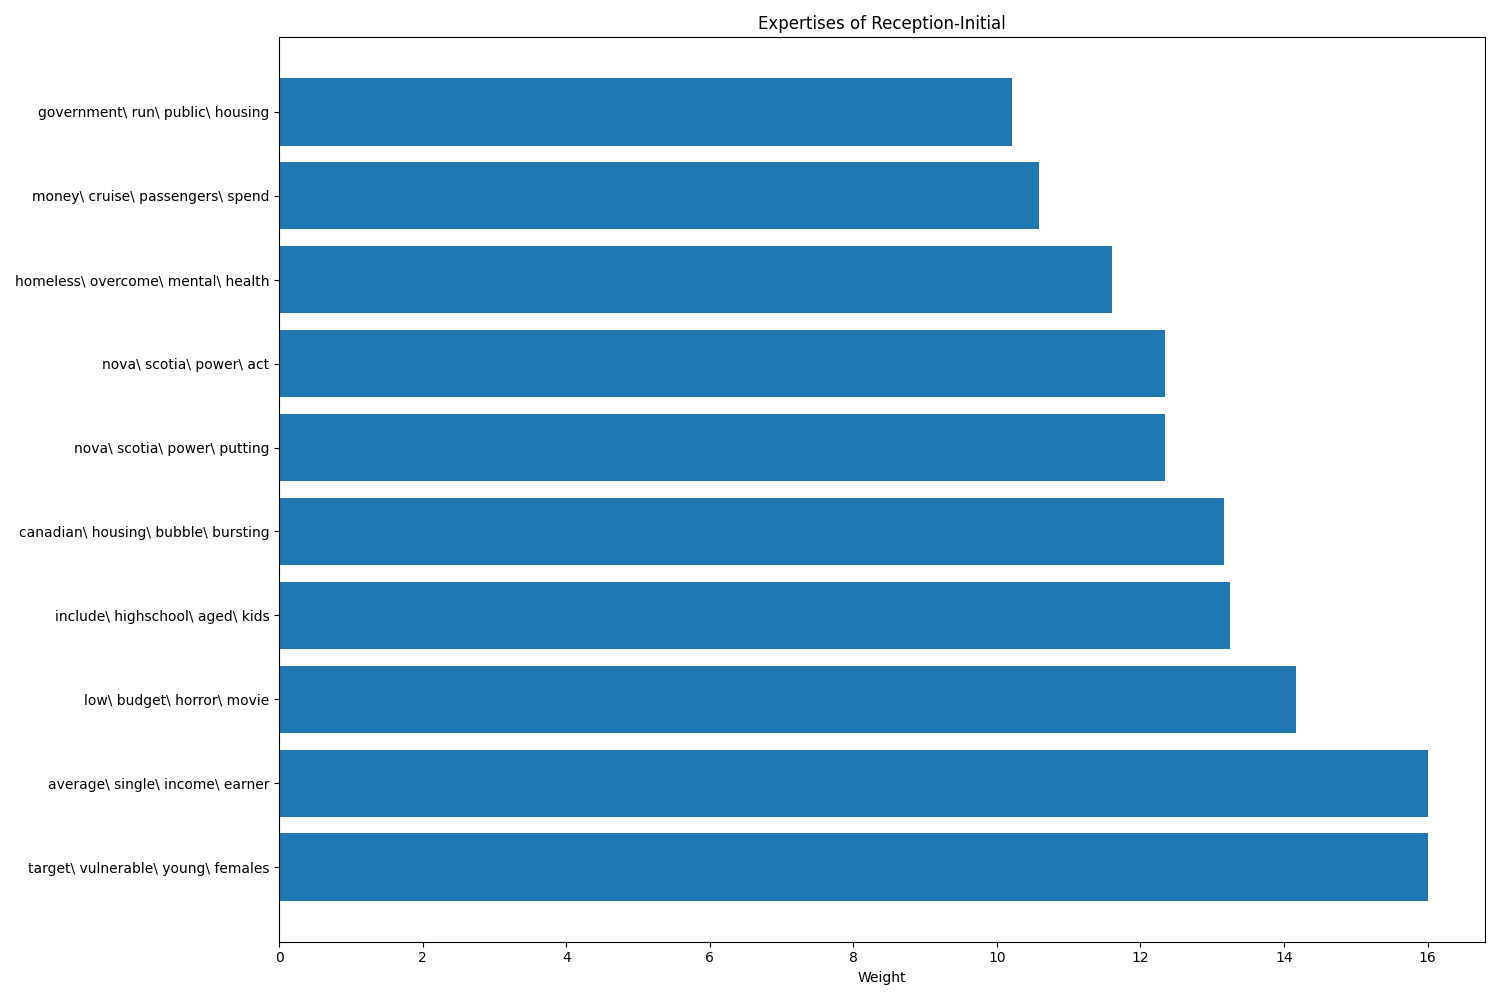 Expertises of Reception-Initial
government\ run\ public\ housing
money\ cruise\ passengers\ spend
homeless\ overcome\ mental\ health
nova\ scotia\ power\ act
nova\ scotia\ power\ putting
canadian\ housing\ bubble\ bursting
include\ highschool\ aged\ kids
low\ budget\ horror\ movie
average\ single\ income\ earner
target\ vulnerable\ young\ females
0 2 4 6 8 10 12 14 16
Weight